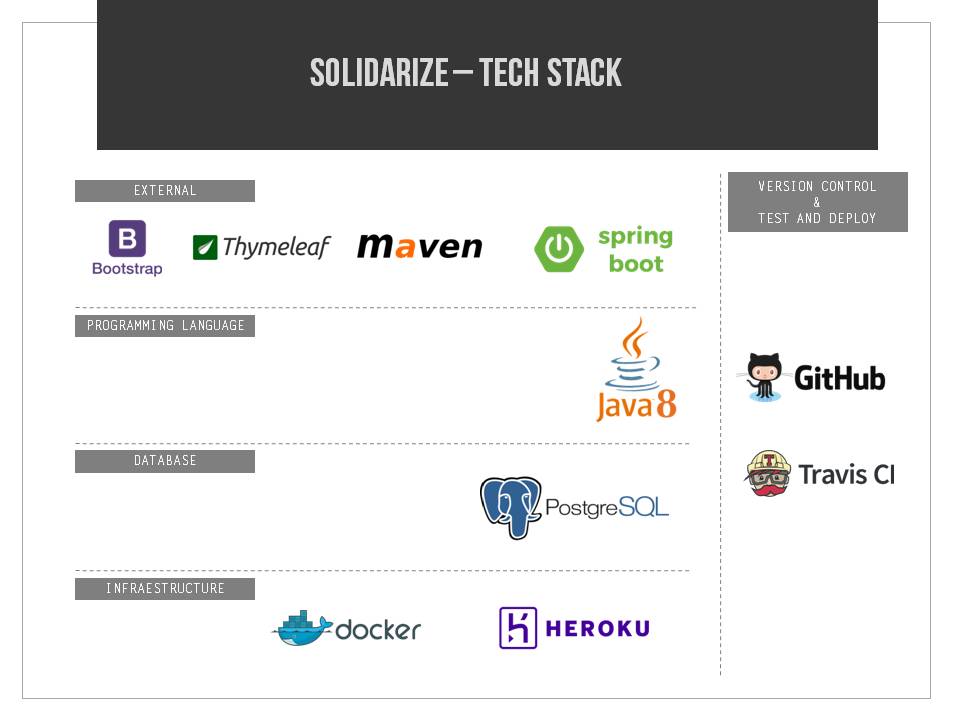 SOLIDARIZE – TECH STACK
EXTERNAL
B
Bootstrap
Thymeleaf
maven
spring
boot
PROGRAMMING LANGUAGE
Java 8
DATABASE
PostgreSQL
INFRAESTRUCTURE
docker
HEROKU
VERSION CONTROL
&
TEST AND DEPLOY
GitHub
T
Travis CI